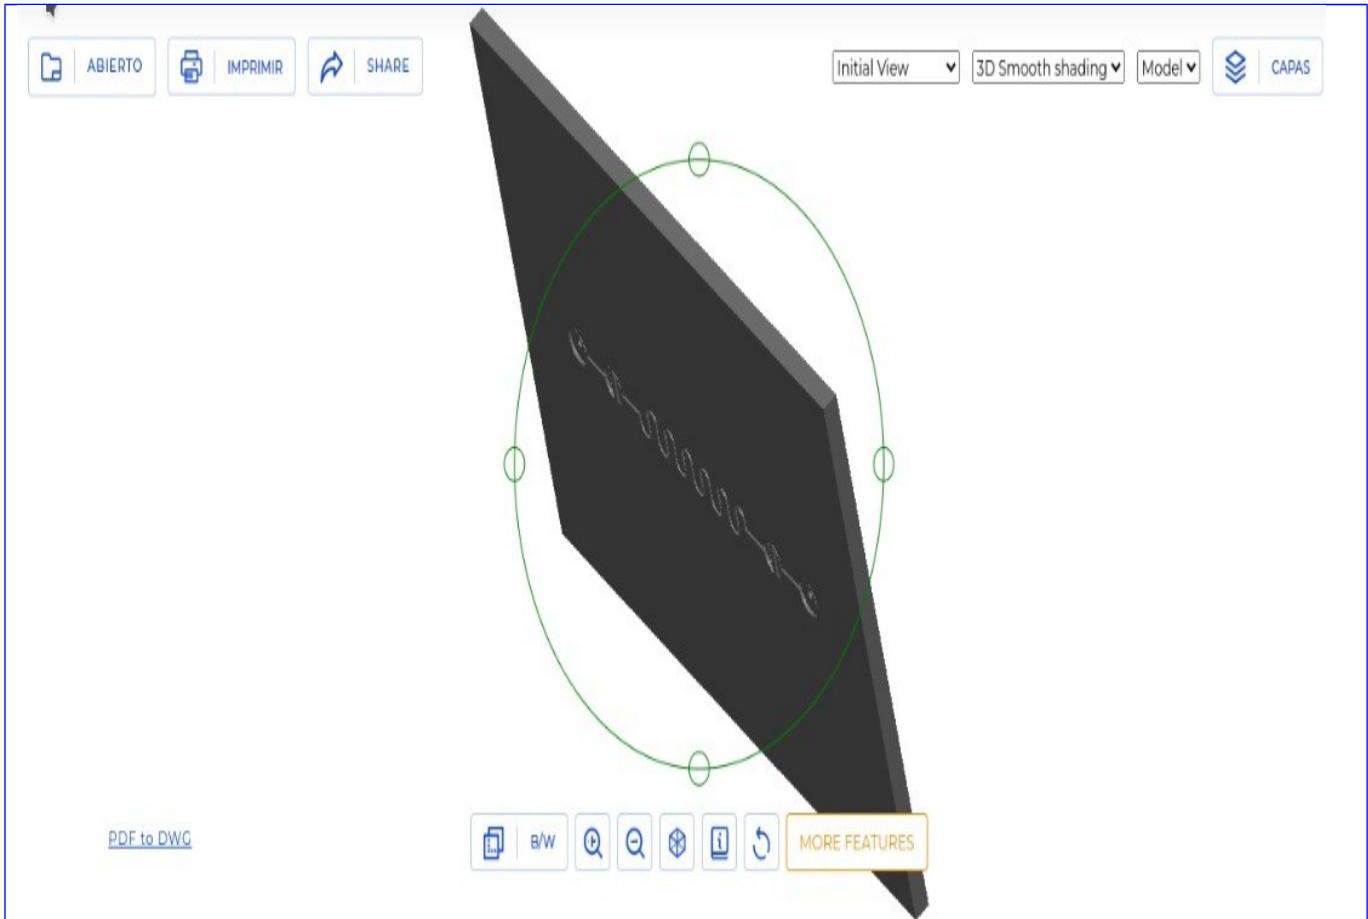 ABIERTO IMPRIMIR SHARE Initial View 3D Smooth shading Model CAPAS
PDF to DWG B/W MORE FEATURES